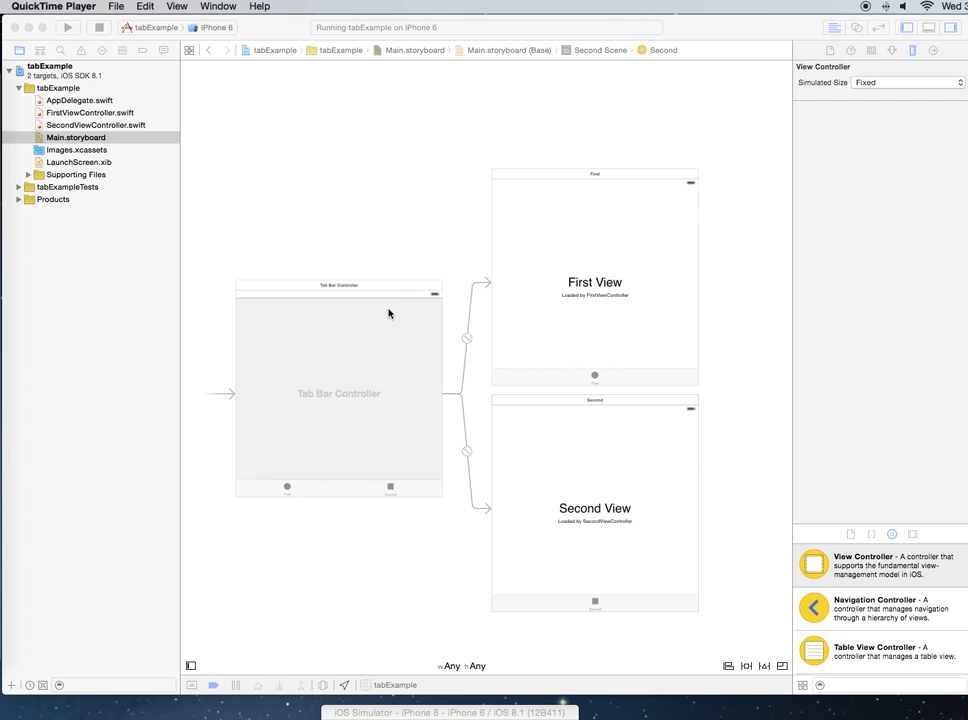 QuickTime Player File Edit View Window Help Wed 3
tabExample iPhone 6 Running tabExample on iPhone 6
tabExample tabExample Main.storyboard Main.storyboard (Base) Second Scene Second
tabExample
2 targets, iOS SDK 8.1
tabExample
AppDelegate.swift
FirstViewController.swift
SecondViewController.swift
Main.storyboard
Images.xcassets
LaunchScreen.xib
Supporting Files
tabExampleTests
Products
First
First View
Loaded by FirstViewController
First
Tab Bar Controller
Tab Bar Controller
First Second
Second
Second View
Loaded by SecondViewController
Second
wAny hAny
tabExample
View Controller
Simulated Size Fixed
View Controller - A controller that
supports the fundamental view-
management model in iOS.
Navigation Controller - A
controller that manages navigation
through a hierarchy of views.
Table View Controller - A
controller that manages a table view.
iOS Simulator - iPhone 6 - iPhone 6 / iOS 8.1 (12B411)